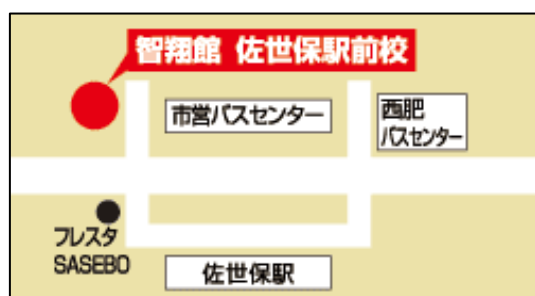 智翔館 佐世保駅前校
市営バスセンター
西肥
バスセンター
フレスタ
SASEBO
佐世保駅